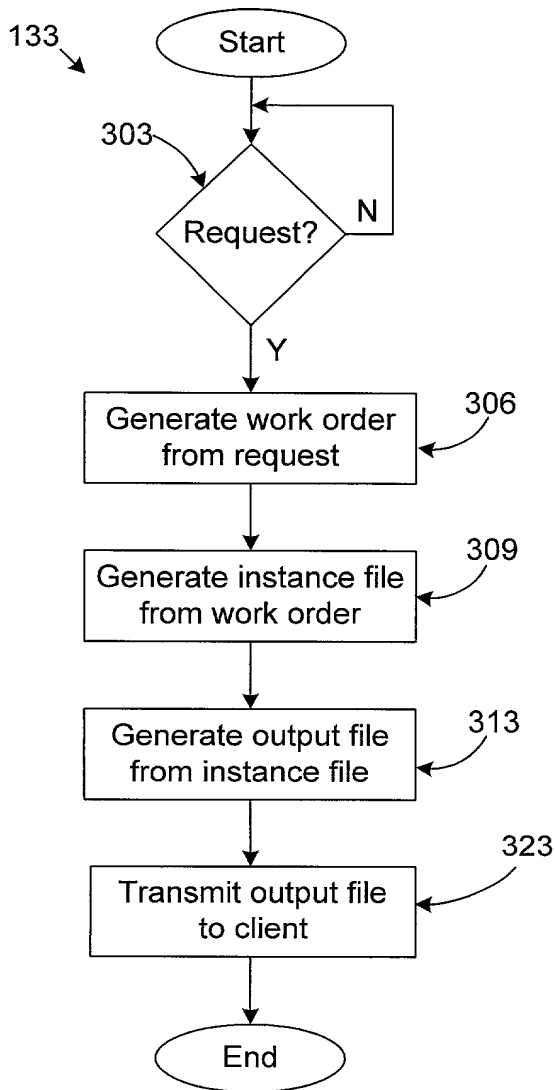 133
Start
303
Request?
N
Y
Generate work order
from request
306
Generate instance file
from work order
309
Generate output file
from instance file
313
Transmit output file
to client
323
End